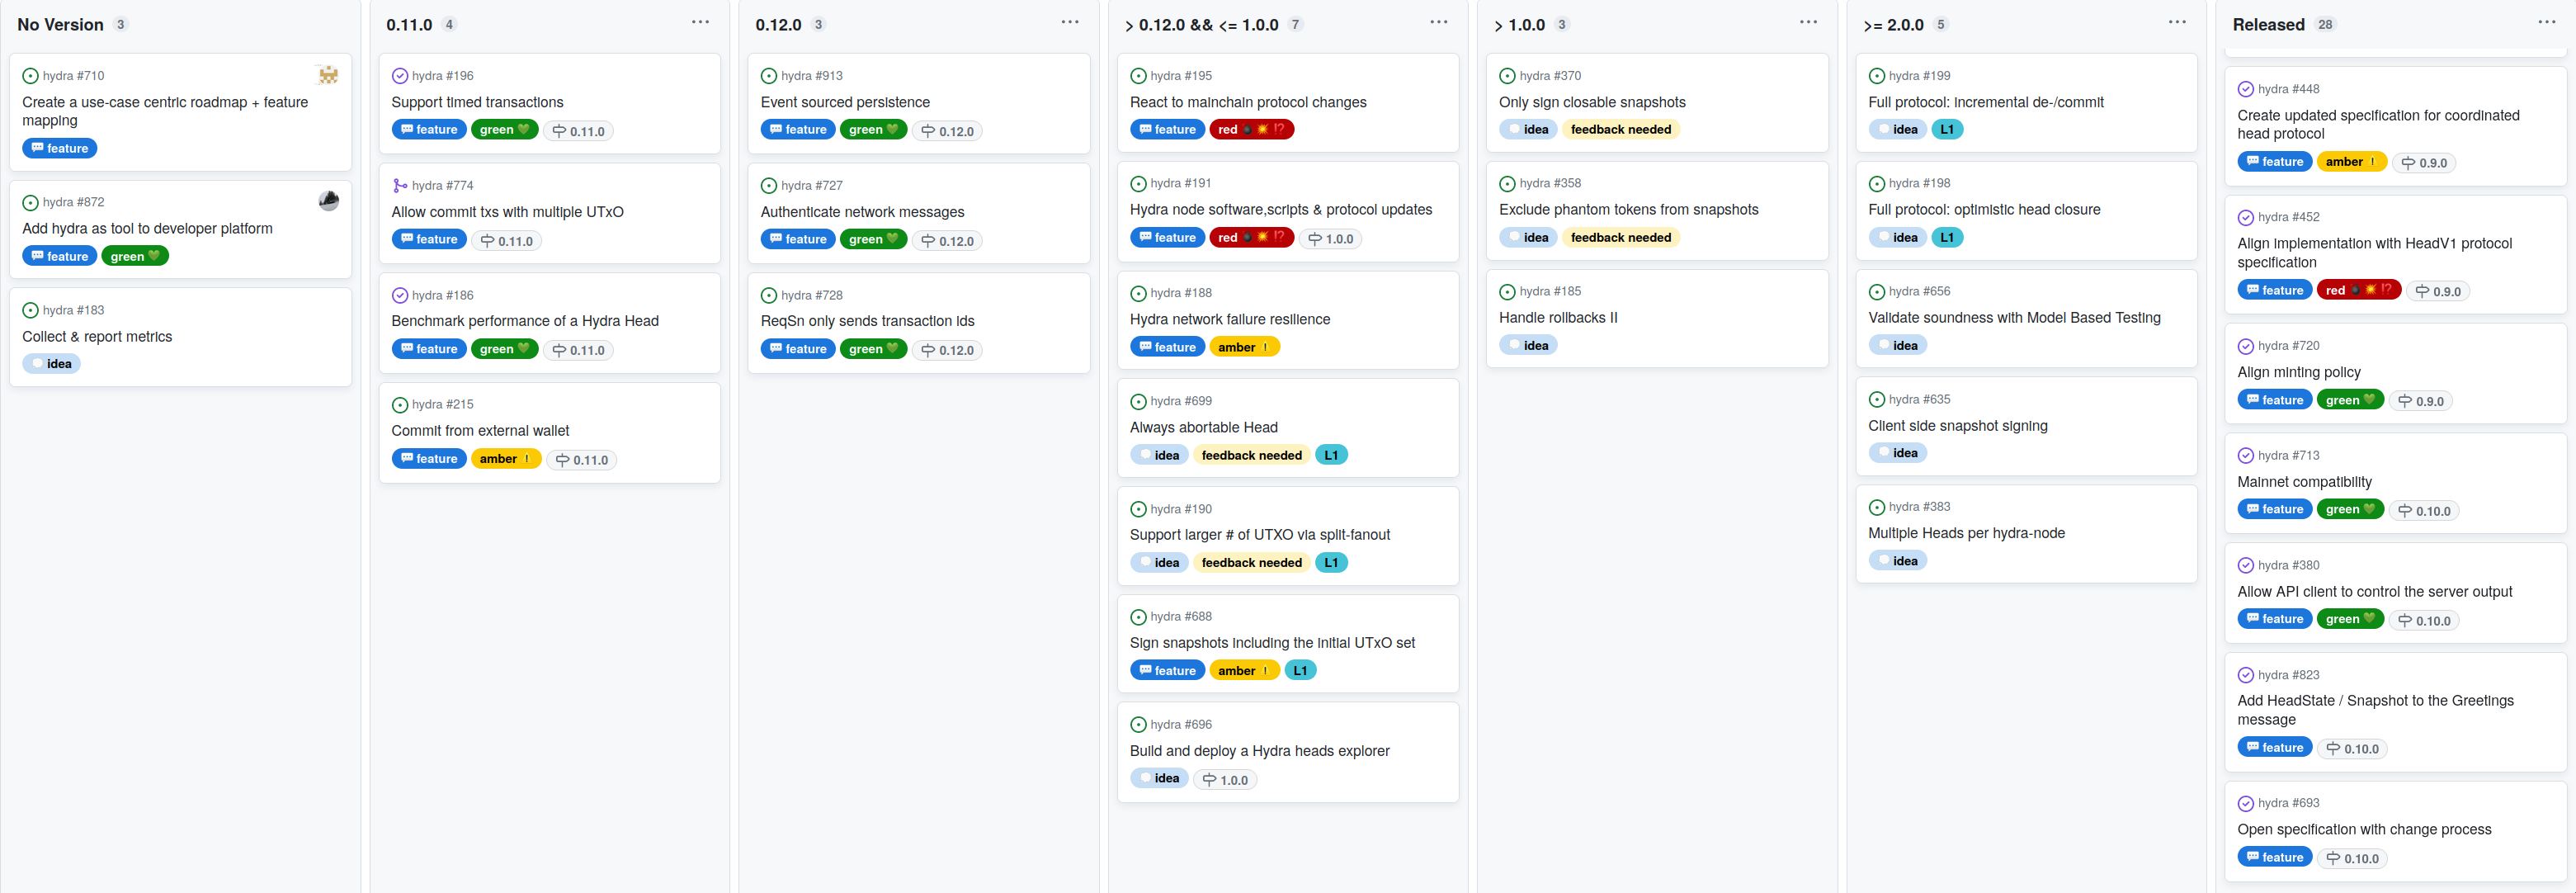 No Version 3
hydra #710
Create a use-case centric roadmap + feature
mapping
feature
hydra #872
Add hydra as tool to developer platform
feature green
hydra #183
Collect & report metrics
idea
0.11.0 4
hydra #196
Support timed transactions
feature green 0.11.0
hydra #774
Allow commit txs with multiple UTxO
feature 0.11.0
hydra #186
Benchmark performance of a Hydra Head
feature green 0.11.0
hydra #215
Commit from external wallet
feature amber 0.11.0
0.12.0 3
hydra #913
Event sourced persistence
feature green 0.12.0
hydra #727
Authenticate network messages
feature green 0.12.0
hydra #728
ReqSn only sends transaction ids
feature green 0.12.0
> 0.12.0 && <= 1.0.0 7
hydra #195
React to mainchain protocol changes
feature red
hydra #191
Hydra node software,scripts & protocol updates
feature red 1.0.0
hydra #188
Hydra network failure resilience
feature amber
hydra #699
Always abortable Head
idea feedback needed L1
hydra #190
Support larger # of UTXO via split-fanout
idea feedback needed L1
hydra #688
Sign snapshots including the initial UTxO set
feature amber L1
hydra #696
Build and deploy a Hydra heads explorer
idea 1.0.0
> 1.0.0 3
hydra #370
Only sign closable snapshots
idea feedback needed
hydra #358
Exclude phantom tokens from snapshots
idea feedback needed
hydra #185
Handle rollbacks II
idea
>= 2.0.0 5
hydra #199
Full protocol: incremental de-/commit
idea L1
hydra #198
Full protocol: optimistic head closure
idea L1
hydra #656
Validate soundness with Model Based Testing
idea
hydra #635
Client side snapshot signing
idea
hydra #383
Multiple Heads per hydra-node
idea
Released 28
hydra #448
Create updated specification for coordinated
head protocol
feature amber 0.9.0
hydra #452
Align implementation with HeadV1 protocol
specification
feature red 0.9.0
hydra #720
Align minting policy
feature green 0.9.0
hydra #713
Mainnet compatibility
feature green 0.10.0
hydra #380
Allow API client to control the server output
feature green 0.10.0
hydra #823
Add HeadState / Snapshot to the Greetings
message
feature 0.10.0
hydra #693
Open specification with change process
feature 0.10.0